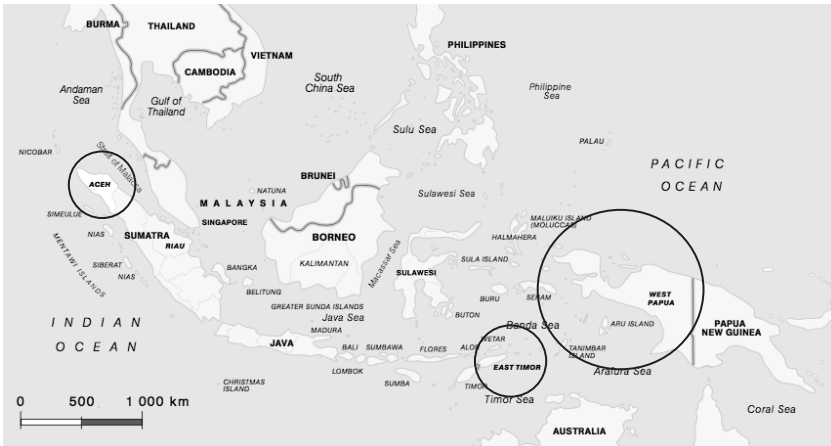 BURMA
THAILAND
VIETNAM
CAMBODIA
PHILIPPINES
Andaman
Sea
Gulf of
Thailand
South
China Sea
Philippine
Sea
Sulu Sea
NICOBAR
Strait of Malacca
PALAU
PACIFIC
OCEAN
ACEH
BRUNEI
NATUNA
MALAYSIA
Sulawesi Sea
SIMEULUE
SINGAPORE
MALUIKU ISLAND
(MOLUCCAS)
HALMAHERA
NIAS
SUMATRA
RIAU
BORNEO
KALIMANTAN
Macassar Sea
SULA ISLAND
MENTAWI ISLANDS
SIBERAT
NIAS
BANGKA
SULAWESI
BELITUNG
BURU
SERAM
WEST
PAPUA
GREATER SUNDA ISLANDS
BUTON
Java Sea
Banda Sea
ARU ISLAND
PAPUA
NEW GUINEA
INDIAN
OCEAN
MADURA
JAVA
BALI
SUMBAWA
FLORES
ALOR
WETAR
TANIMBAR
ISLAND
LOMBOK
EAST TIMOR
Arafura Sea
CHRISTMAS
ISLAND
SUMBA
TIMOR
Timor Sea
Coral Sea
0 500 1 000 km
AUSTRALIA